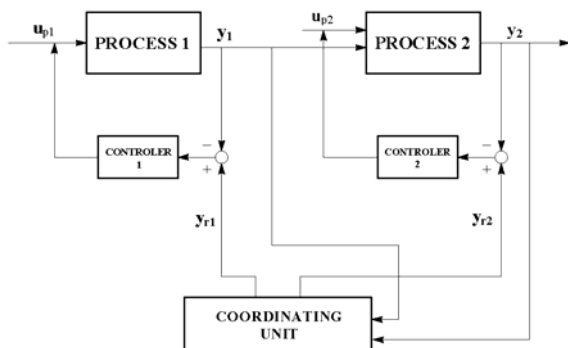 u_p1
PROCESS 1
y_1
u_p2
PROCESS 2
y_2
CONTROLER
1
−
+
CONTROLER
2
−
+
y_r1
y_r2
COORDINATING
UNIT